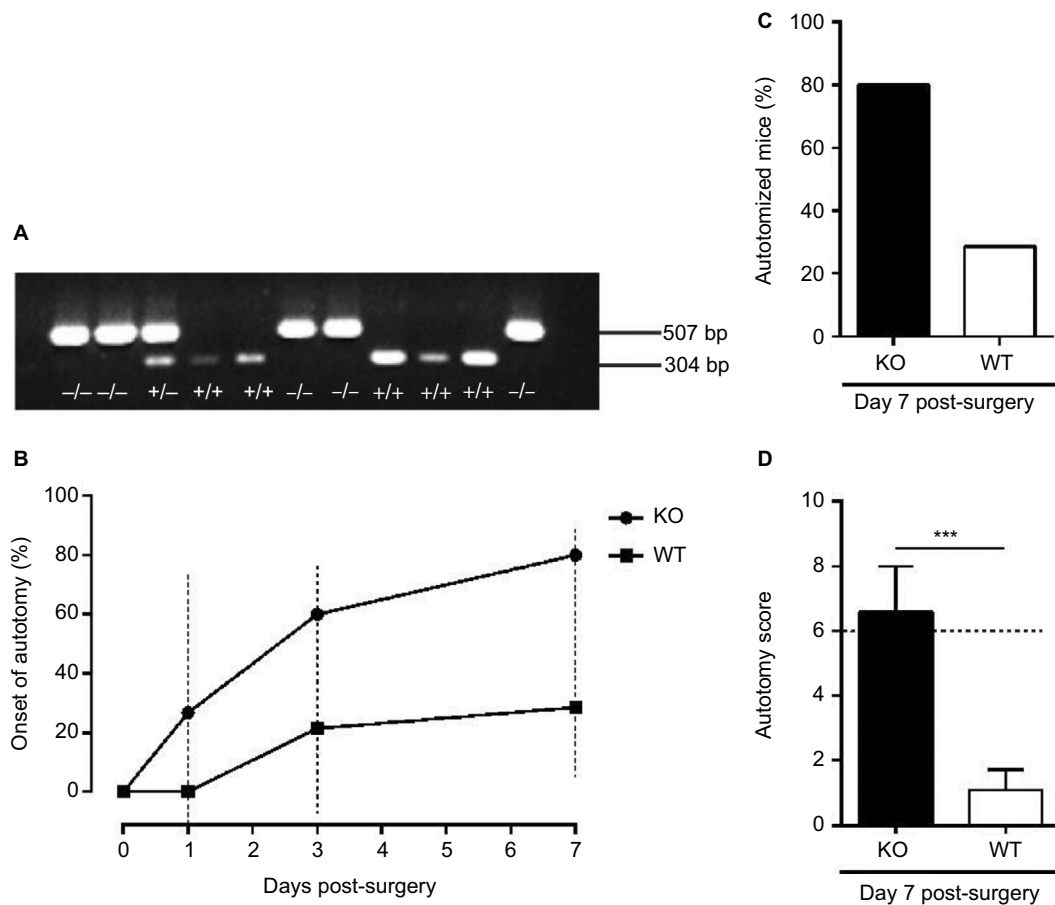 A
507 bp
304 bp
–/– –/– +/– +/+ +/+ –/– –/– +/+ +/+ +/+ –/–
B
Onset of autotomy (%)
100
80
60
40
20
0
0 1 2 3 4 5 6 7
Days post-surgery
KO
WT
C
Autotomized mice (%)
100
80
60
40
20
0
KO WT
Day 7 post-surgery
D
Autotomy score
10
8
6
4
2
0
***
KO WT
Day 7 post-surgery